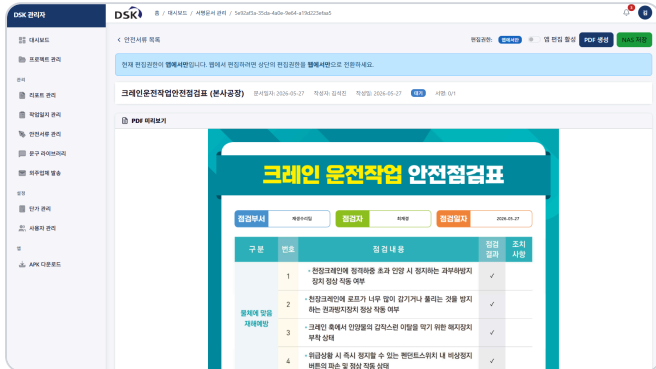 DSK 관리자
DSK
홈 / 대시보드 / 서명문서 관리 /
대시보드
프로젝트 관리
관리
리포트 관리
작업일지 관리
안전서류 관리
문구 라이브러리
외주업체 발송
설정
단가 관리
사용자 관리
앱
APK 다운로드
< 안전서류 목록
편집권한: 앱에서만 앱 편집 활성 PDF 생성 NAS 저장
현재 편집권한이 앱에서만입니다. 웹에서 편집하려면 상단의 편집권한을 웹에서만으로 전환하세요.
크레인운전작업안전점검표 (본사공장) 문서일자: 2026-05-27 작성자: 김석진 작성일: 2026-05-27 대기 서명: 0/1
PDF 미리보기
크레인 운전작업 안전점검표
점검부서 점검자 최재중 점검일자 2026-05-27
구 분 번호 점 검 내 용 점검 결과 조치 사항
물체에 맞음 재해예방
1 • 천장크레인에 정격하중 초과 인양 시 정지하는 과부하방지
장치 정상 작동 여부 ✓
2 • 천장크레인에 로프가 너무 많이 감기거나 풀리는 것을 방지
하는 권과방지장치 정상 작동 여부 ✓
3 • 크레인 훅에서 인양물의 갑작스런 이탈을 막기 위한 해지장치
부착 상태 ✓
4 • 위급상황 시 즉시 정지할 수 있는 펜던트스위치 내 비상정지
버튼의 파손 및 정상 작동 상태 ✓